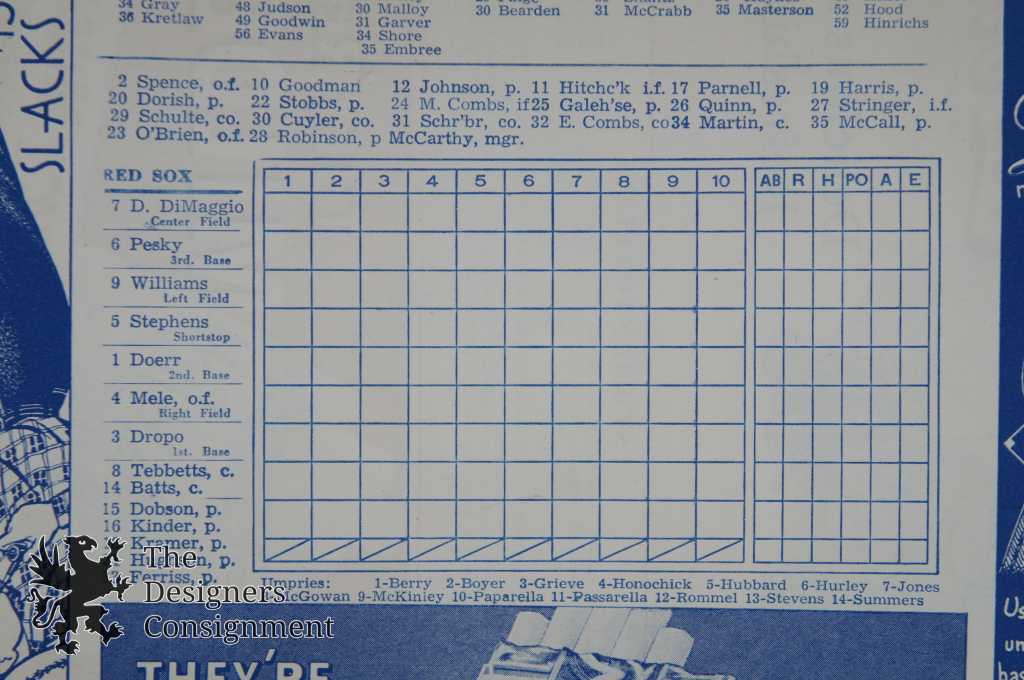 SLACKS
34 Gray
36 Kretlaw
48 Judson
49 Goodwin
56 Evans
30 Malloy
31 Garver
34 Shore
35 Embree
30 Bearden
31 McCrabb
35 Masterson
52 Hood
59 Hinrichs
2 Spence, o.f. 10 Goodman 12 Johnson, p. 11 Hitchc'k i.f. 17 Parnell, p. 19 Harris, p.
20 Dorish, p. 22 Stobbs, p. 24 M. Combs, if 25 Galeh'se, p. 26 Quinn, p. 27 Stringer, i.f.
29 Schulte, co. 30 Cuyler, co. 31 Schr'br, co. 32 E. Combs, co 34 Martin, c. 35 McCall, p.
23 O'Brien, o.f. 28 Robinson, p McCarthy, mgr.
RED SOX
1 2 3 4 5 6 7 8 9 10 AB R H PO A E
7 D. DiMaggio
Center Field
6 Pesky
3rd. Base
9 Williams
Left Field
5 Stephens
Shortstop
1 Doerr
2nd. Base
4 Mele, o.f.
Right Field
3 Dropo
1st. Base
8 Tebbetts, c.
14 Batts, c.
15 Dobson, p.
16 Kinder, p.
Kramer, p.
Ferriss, p.
Umpries: 1-Berry 2-Boyer 3-Grieve 4-Honochick 5-Hubbard 6-Hurley 7-Jones
McGowan 9-McKinley 10-Paparella 11-Passarella 12-Rommel 13-Stevens 14-Summers
The
Designers
Consignment
THEY'RE